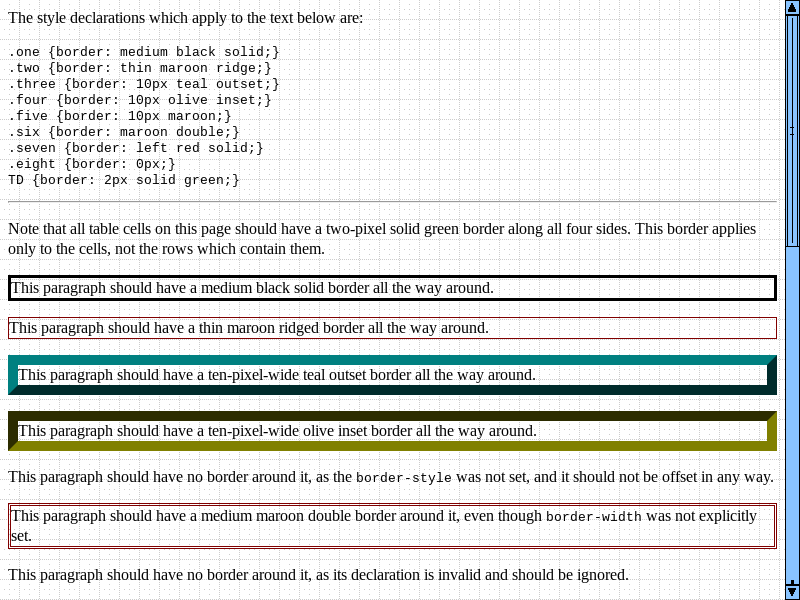 The style declarations which apply to the text below are:
.one {border: medium black solid;}
.two {border: thin maroon ridge;}
.three {border: 10px teal outset;}
.four {border: 10px olive inset;}
.five {border: 10px maroon;}
.six {border: maroon double;}
.seven {border: left red solid;}
.eight {border: 0px;}
TD {border: 2px solid green;}
Note that all table cells on this page should have a two-pixel solid green border along all four sides. This border applies
only to the cells, not the rows which contain them.
This paragraph should have a medium black solid border all the way around.
This paragraph should have a thin maroon ridged border all the way around.
This paragraph should have a ten-pixel-wide teal outset border all the way around.
This paragraph should have a ten-pixel-wide olive inset border all the way around.
This paragraph should have no border around it, as the border-style was not set, and it should not be offset in any way.
This paragraph should have a medium maroon double border around it, even though border-width was not explicitly
set.
This paragraph should have no border around it, as its declaration is invalid and should be ignored.